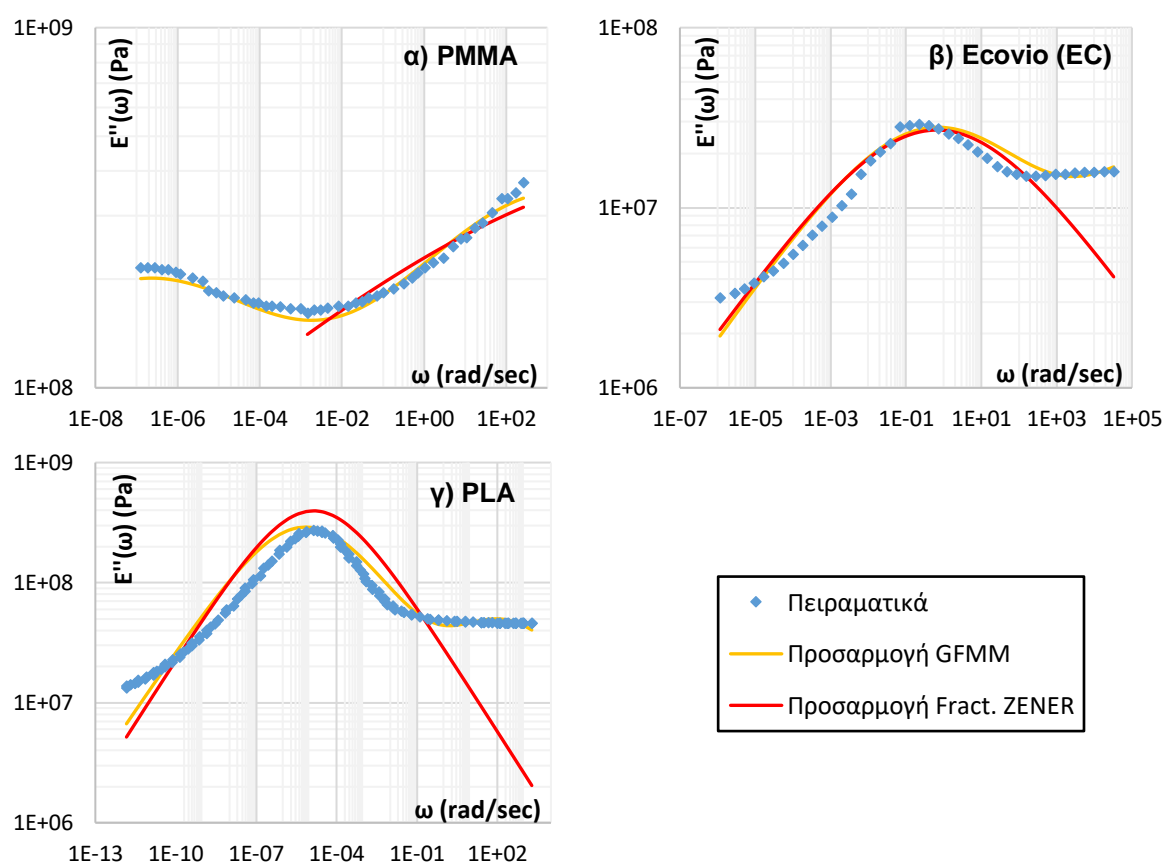 α) PMMA
E''(ω) (Pa)
1E+09
1E+08
ω (rad/sec)
1E-08 1E-06 1E-04 1E-02 1E+00 1E+02
β) Ecovio (EC)
E''(ω) (Pa)
1E+08
1E+07
1E+06
ω (rad/sec)
1E-07 1E-05 1E-03 1E-01 1E+01 1E+03 1E+05
γ) PLA
E''(ω) (Pa)
1E+09
1E+08
1E+07
1E+06
ω (rad/sec)
1E-13 1E-10 1E-07 1E-04 1E-01 1E+02
Πειραματικά
Προσαρμογή GFMM
Προσαρμογή Fract. ZENER